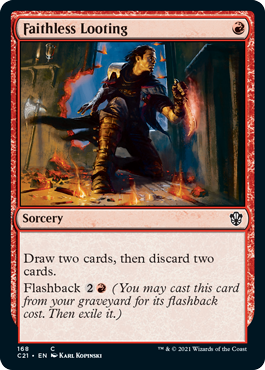 Faithless Looting
Sorcery
Draw two cards, then discard two
cards.
Flashback 2 (You may cast this card
from your graveyard for its flashback
cost. Then exile it.)
168 C
C21 • EN Karl Kopinski
™ & © 2021 Wizards of the Coast